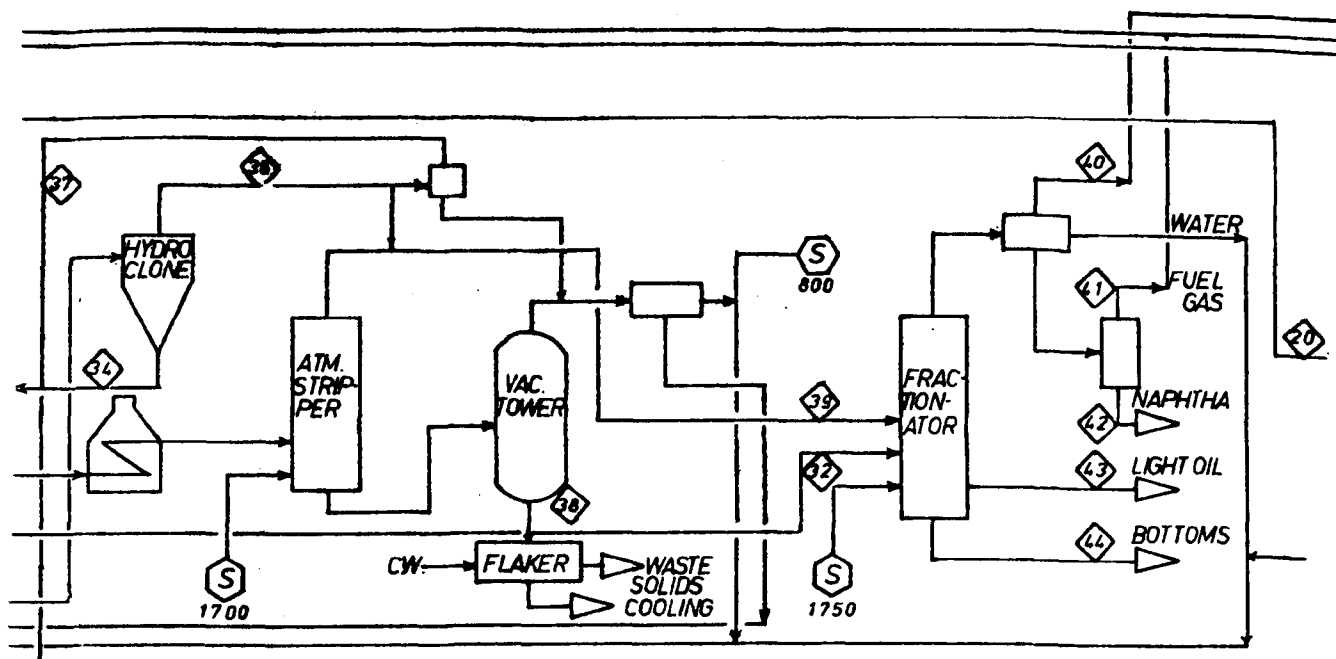 40
36
37
WATER
HYDRO
CLONE
S
800
41
FUEL
GAS
34
20
ATM.
STRIP-
PER
VAC.
TOWER
FRAC-
TION-
ATOR
39
NAPHTHA
42
32
43
LIGHT OIL
38
BOTTOMS
44
C.W.
FLAKER
WASTE
SOLIDS
COOLING
S
1700
S
1750